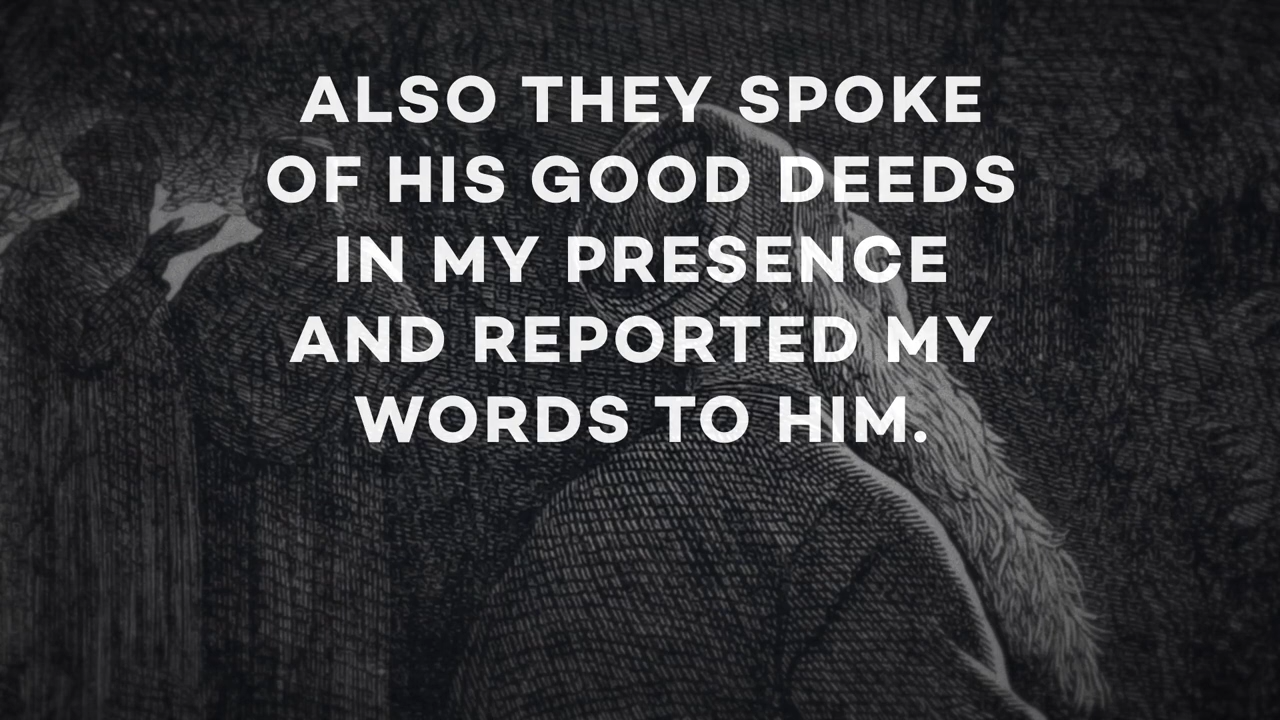 ALSO THEY SPOKE
OF HIS GOOD DEEDS
IN MY PRESENCE
AND REPORTED MY
WORDS TO HIM.